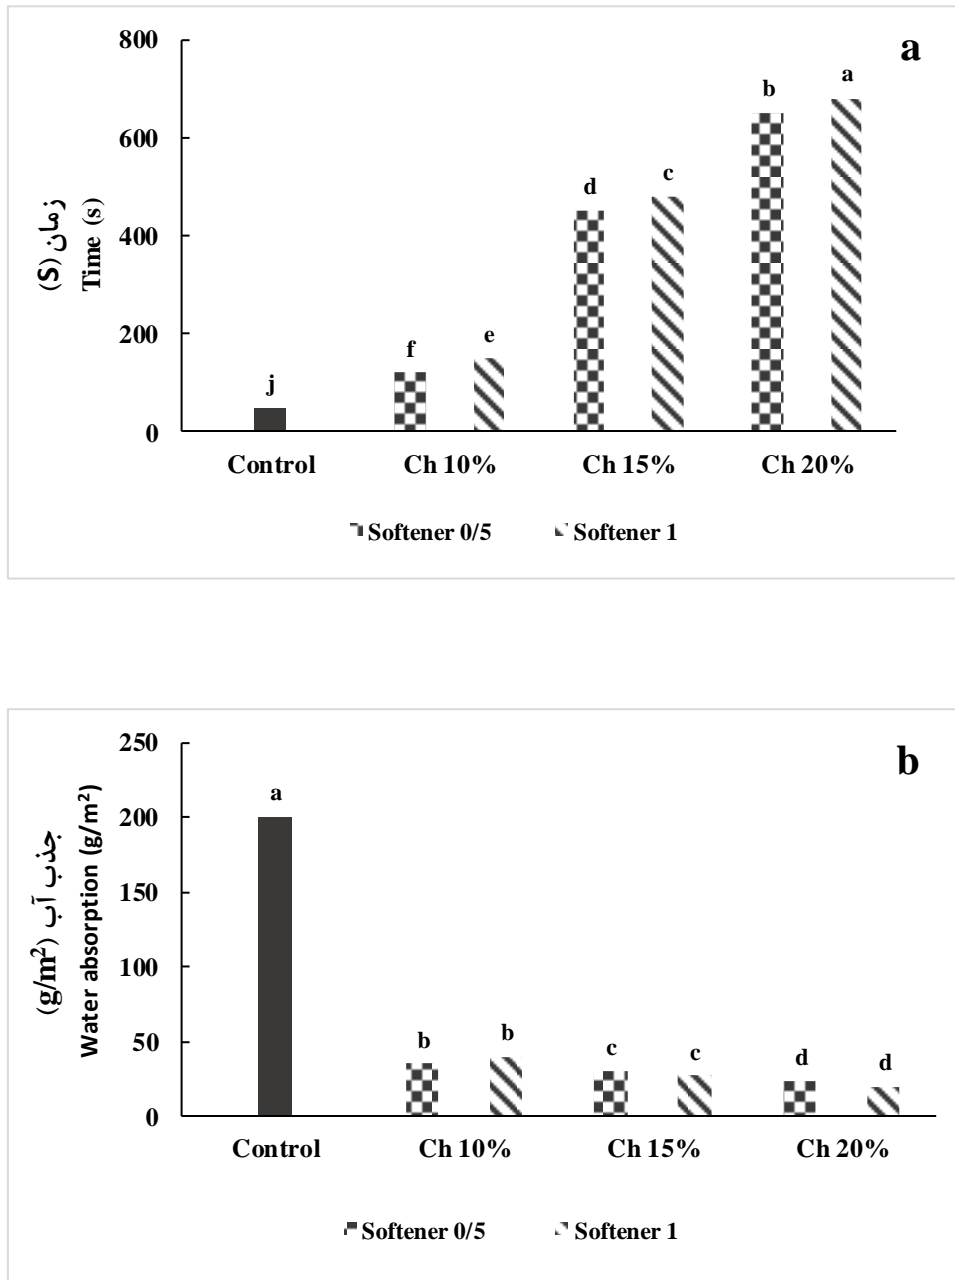 a
800
600
400
200
0
زمان (S)
Time (s)
j
f
e
d
c
b
a
Control
Ch 10%
Ch 15%
Ch 20%
Softener 0/5
Softener 1
b
250
200
150
100
50
0
جذب آب (g/m²)
Water absorption (g/m²)
a
b
b
c
c
d
d
Control
Ch 10%
Ch 15%
Ch 20%
Softener 0/5
Softener 1